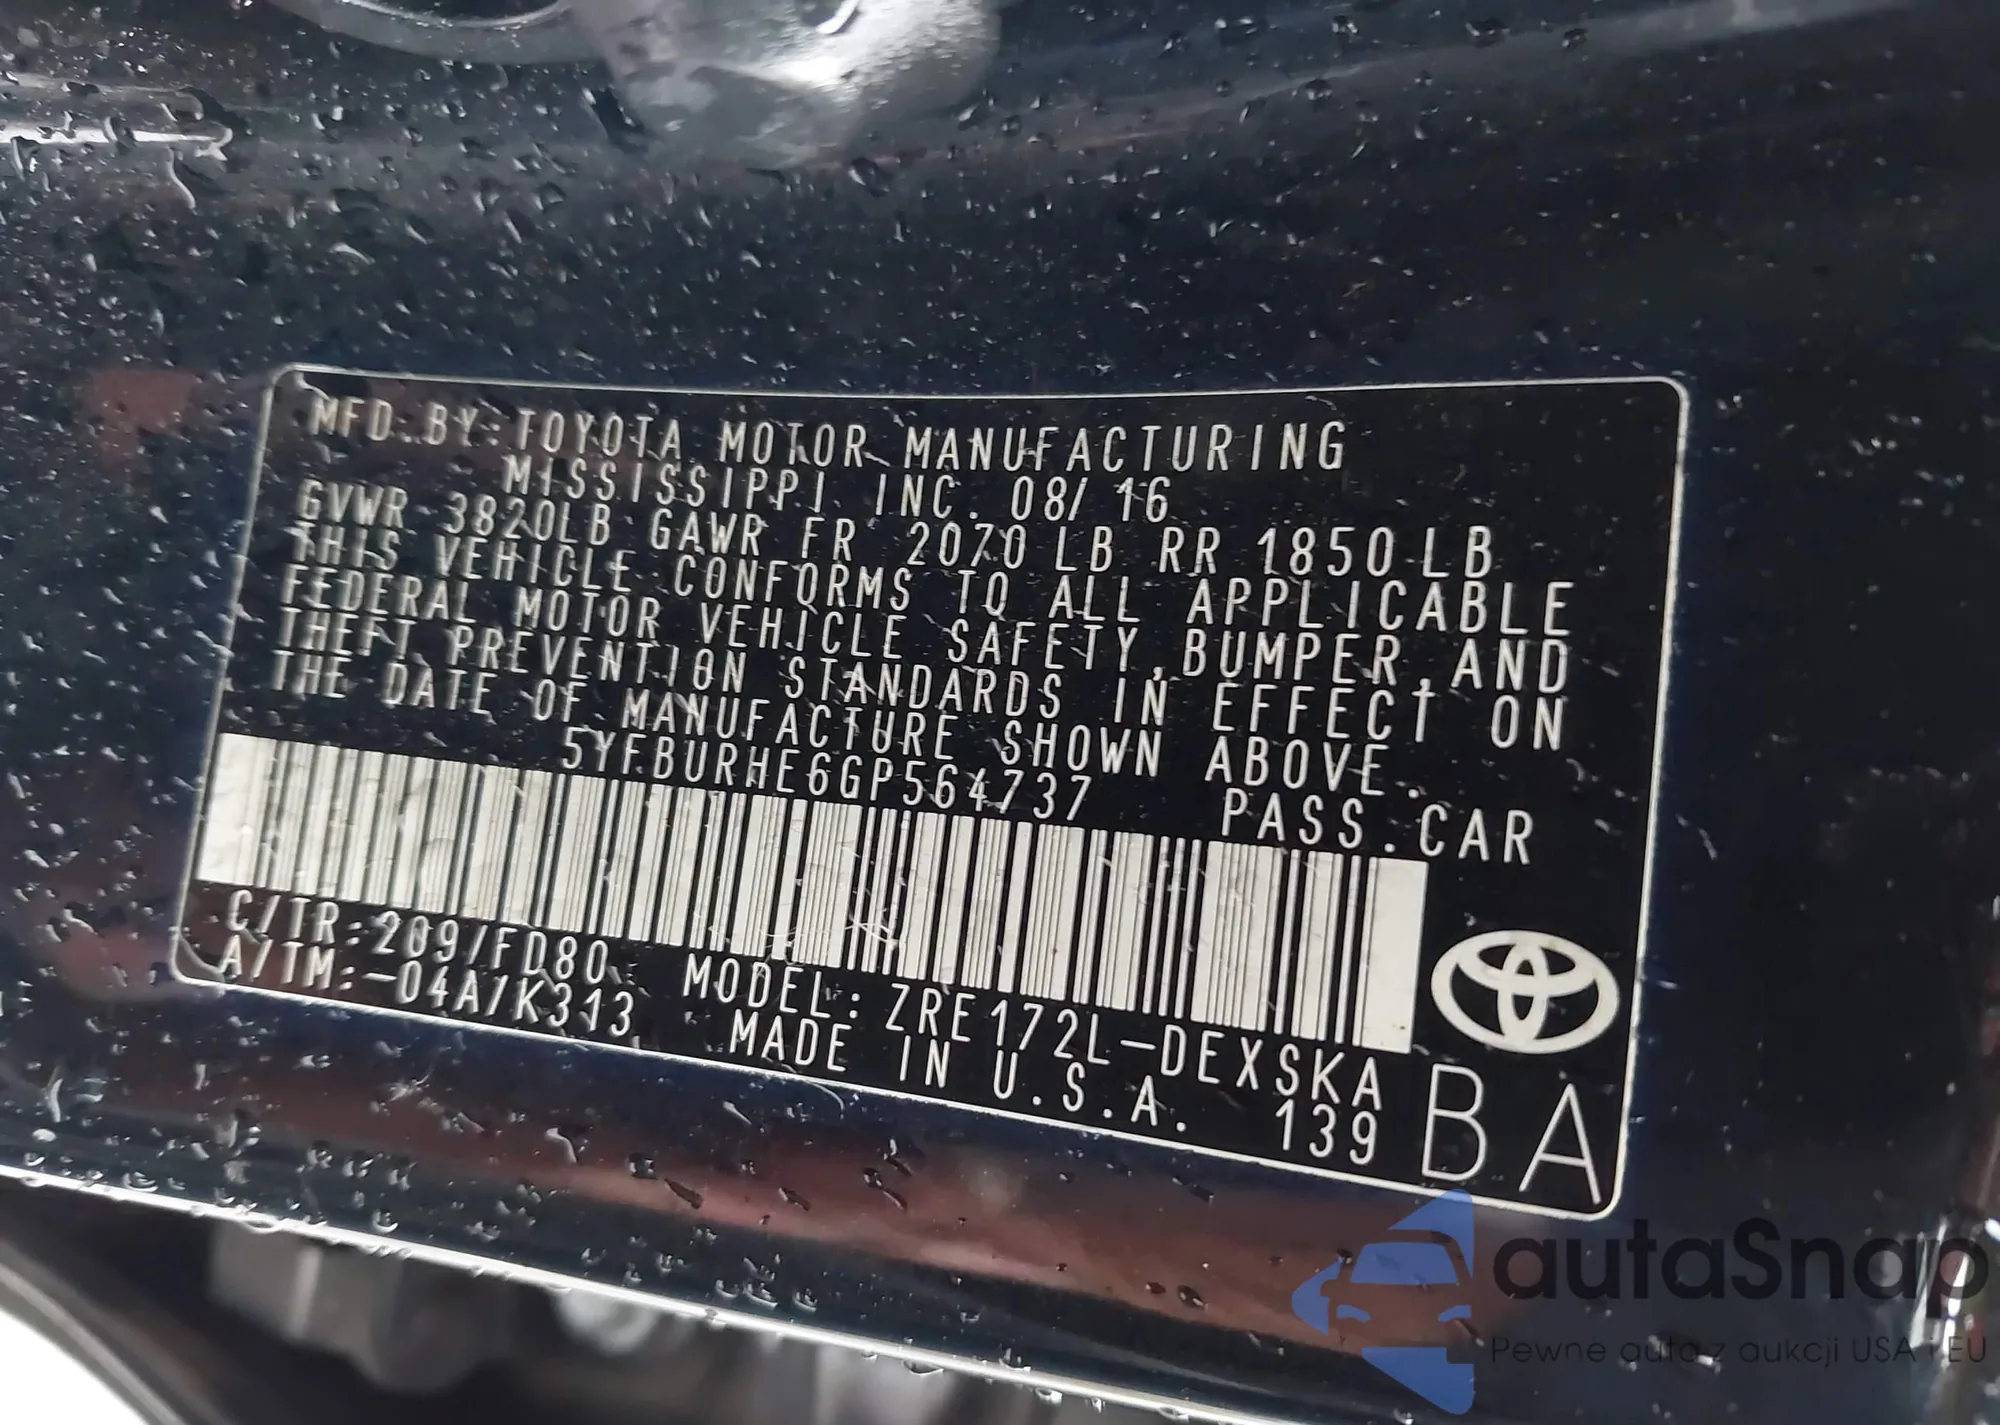 MFD. BY: TOYOTA MOTOR MANUFACTURING
MISSISSIPPI, INC. 08/16
GVWR 3820LB GAWR FR 2070LB RR 1850LB
THIS VEHICLE CONFORMS TO ALL APPLICABLE
FEDERAL MOTOR VEHICLE SAFETY, BUMPER, AND
THEFT PREVENTION STANDARDS IN EFFECT ON
THE DATE OF MANUFACTURE SHOWN ABOVE.
5YFBURHE6GP564737 PASS. CAR
C/TR: 209/FD80 MODEL: ZRE172L-DEXSKA
A/TM: -04A/K313 MADE IN U.S.A. 139
BA
autaSnap
Pewne auta z aukcji USA i EU